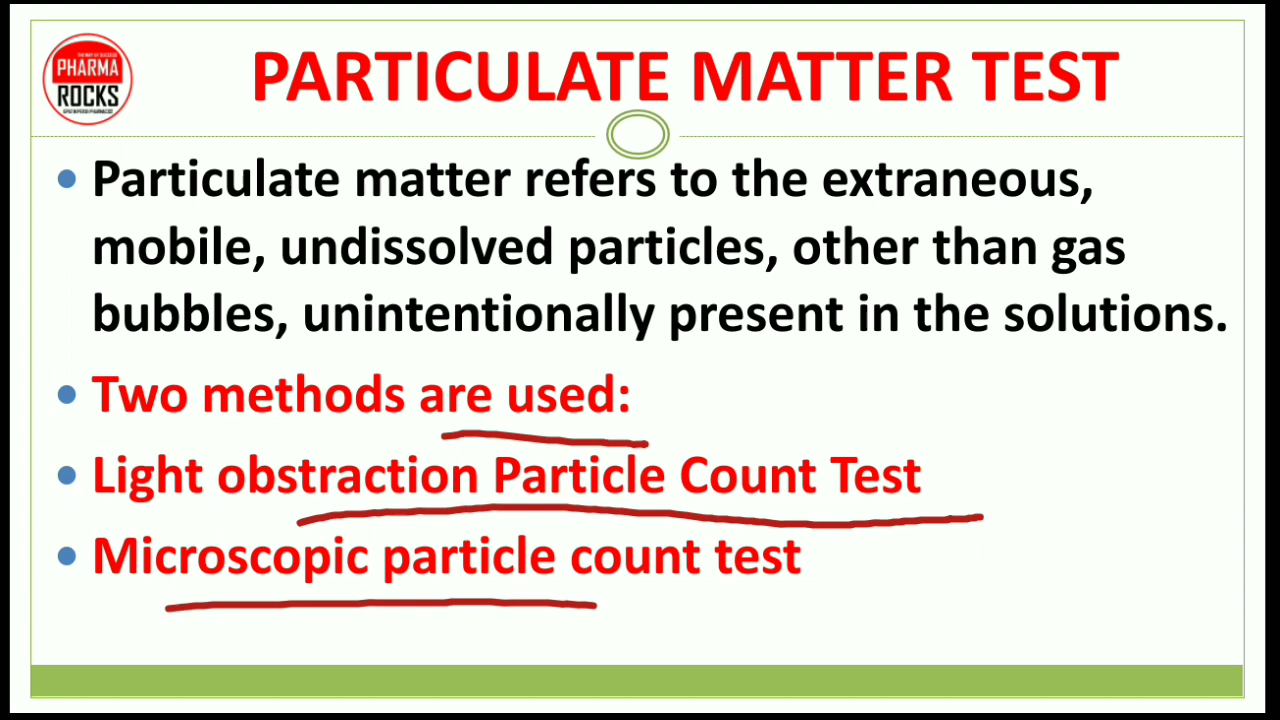 PHARMA
ROCKS
PARTICULATE MATTER TEST
• Particulate matter refers to the extraneous,
mobile, undissolved particles, other than gas
bubbles, unintentionally present in the solutions.
• Two methods are used:
• Light obstraction Particle Count Test
• Microscopic particle count test